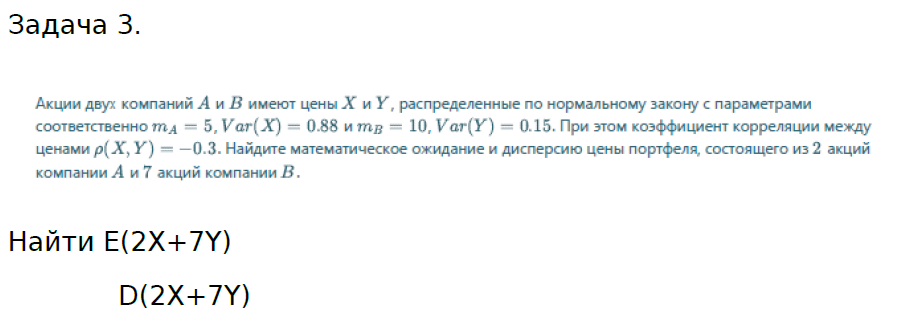 Задача 3.
Акции двух компаний A и B имеют цены X и Y, распределенные по нормальному закону с параметрами
соответственно m_A = 5, Var(X) = 0.88 и m_B = 10, Var(Y) = 0.15. При этом коэффициент корреляции между
ценами ρ(X, Y) = −0.3. Найдите математическое ожидание и дисперсию цены портфеля, состоящего из 2 акций
компании A и 7 акций компании B.
Найти E(2X+7Y)
D(2X+7Y)